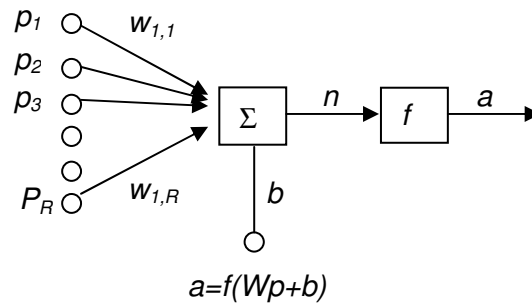 p1 w1,1
p2
p3 Σ n f a
PR w1,R b
a=f(Wp+b)